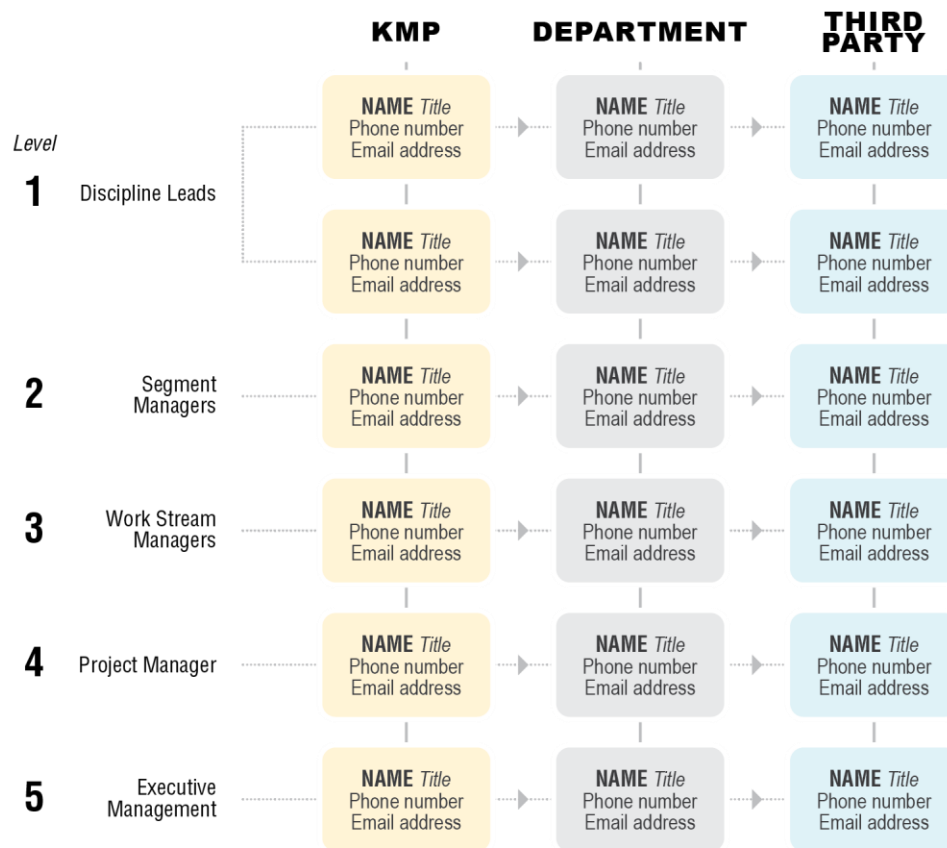 KMP
DEPARTMENT
THIRD
PARTY
Level
1
Discipline Leads
NAME Title
Phone number
Email address
NAME Title
Phone number
Email address
NAME Title
Phone number
Email address
NAME Title
Phone number
Email address
NAME Title
Phone number
Email address
NAME Title
Phone number
Email address
2
Segment
Managers
NAME Title
Phone number
Email address
NAME Title
Phone number
Email address
NAME Title
Phone number
Email address
3
Work Stream
Managers
NAME Title
Phone number
Email address
NAME Title
Phone number
Email address
NAME Title
Phone number
Email address
4
Project Manager
NAME Title
Phone number
Email address
NAME Title
Phone number
Email address
NAME Title
Phone number
Email address
5
Executive
Management
NAME Title
Phone number
Email address
NAME Title
Phone number
Email address
NAME Title
Phone number
Email address